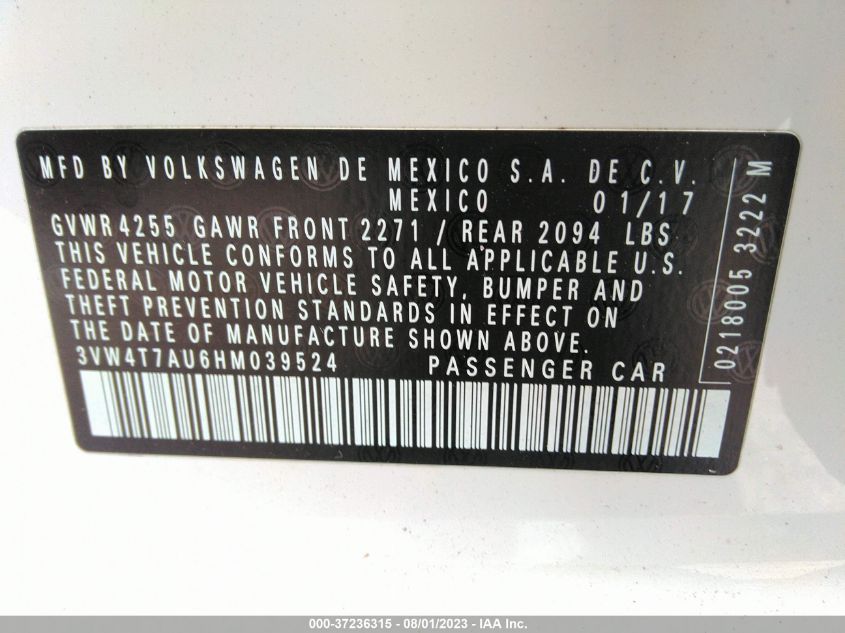 MFD BY VOLKSWAGEN DE MEXICO S.A. DE C.V.
MEXICO 01/17
GVWR 4255 GAWR FRONT 2271 / REAR 2094 LBS
THIS VEHICLE CONFORMS TO ALL APPLICABLE U.S.
FEDERAL MOTOR VEHICLE SAFETY, BUMPER AND
THEFT PREVENTION STANDARDS IN EFFECT ON
THE DATE OF MANUFACTURE SHOWN ABOVE.
3VW4T7AU6HM039524 PASSENGER CAR
0218005 3222 M
000-37236315 - 08/01/2023 - IAA Inc.